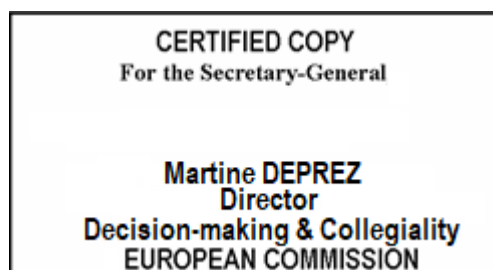 CERTIFIED COPY
For the Secretary-General
Martine DEPREZ
Director
Decision-making & Collegiality
EUROPEAN COMMISSION